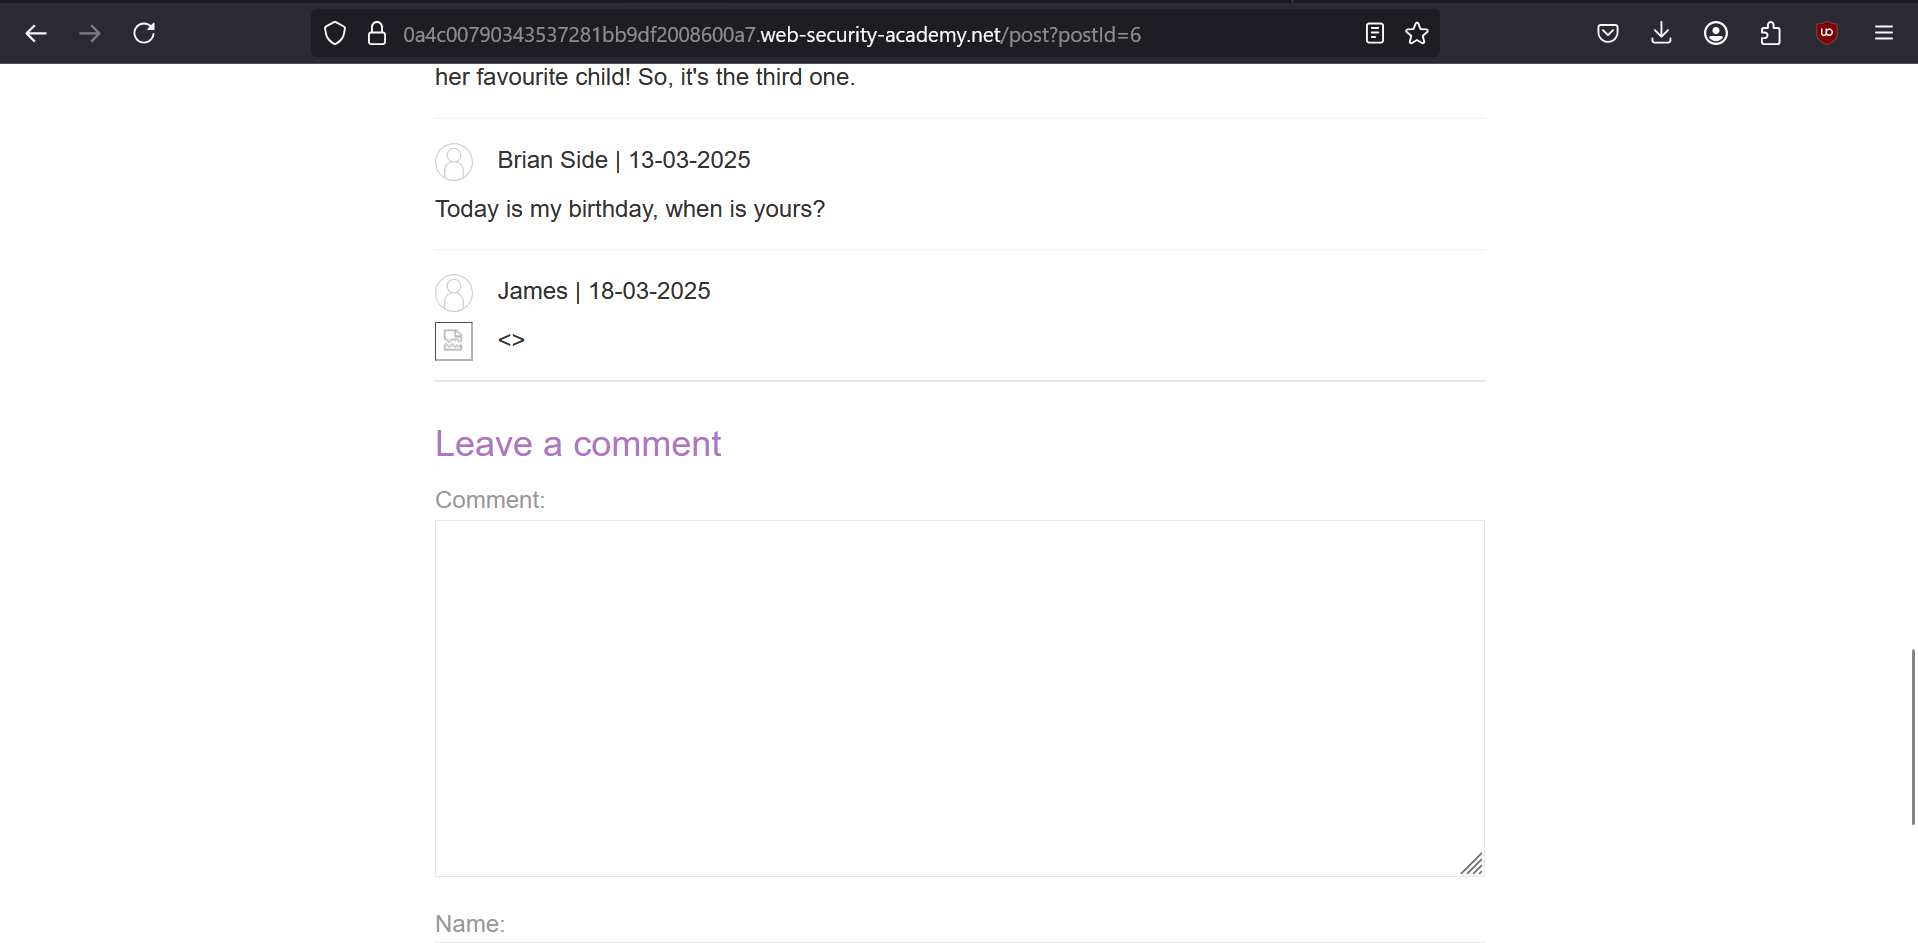 0a4c00790343537281bb9df2008600a7.web-security-academy.net/post?postId=6
her favourite child! So, it's the third one.
Brian Side | 13-03-2025
Today is my birthday, when is yours?
James | 18-03-2025
<>
Leave a comment
Comment:
Name: